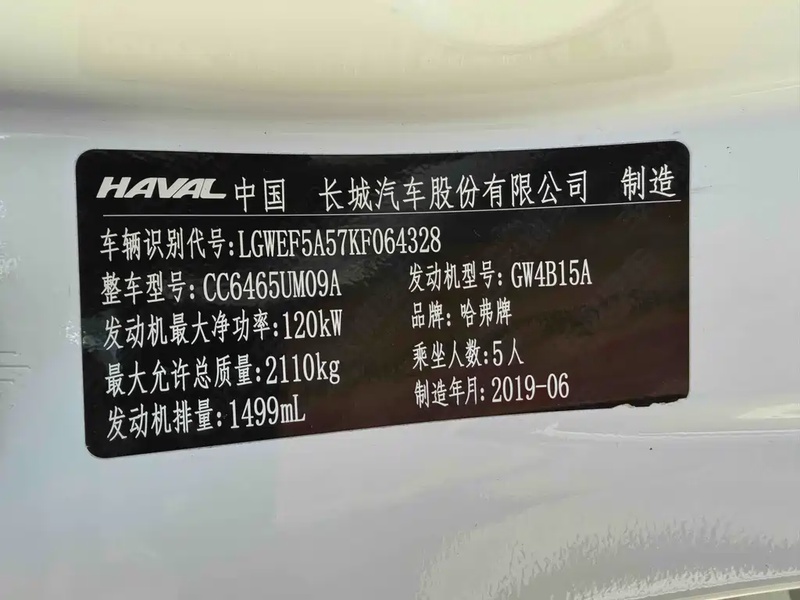 HAVAL 中国 长城汽车股份有限公司 制造
车辆识别代号:LGWEF5A57KF064328
整车型号:CC6465UM09A 发动机型号:GW4B15A
发动机最大净功率:120kW 品牌:哈弗牌
最大允许总质量:2110kg 乘坐人数:5人
发动机排量:1499mL 制造年月:2019-06